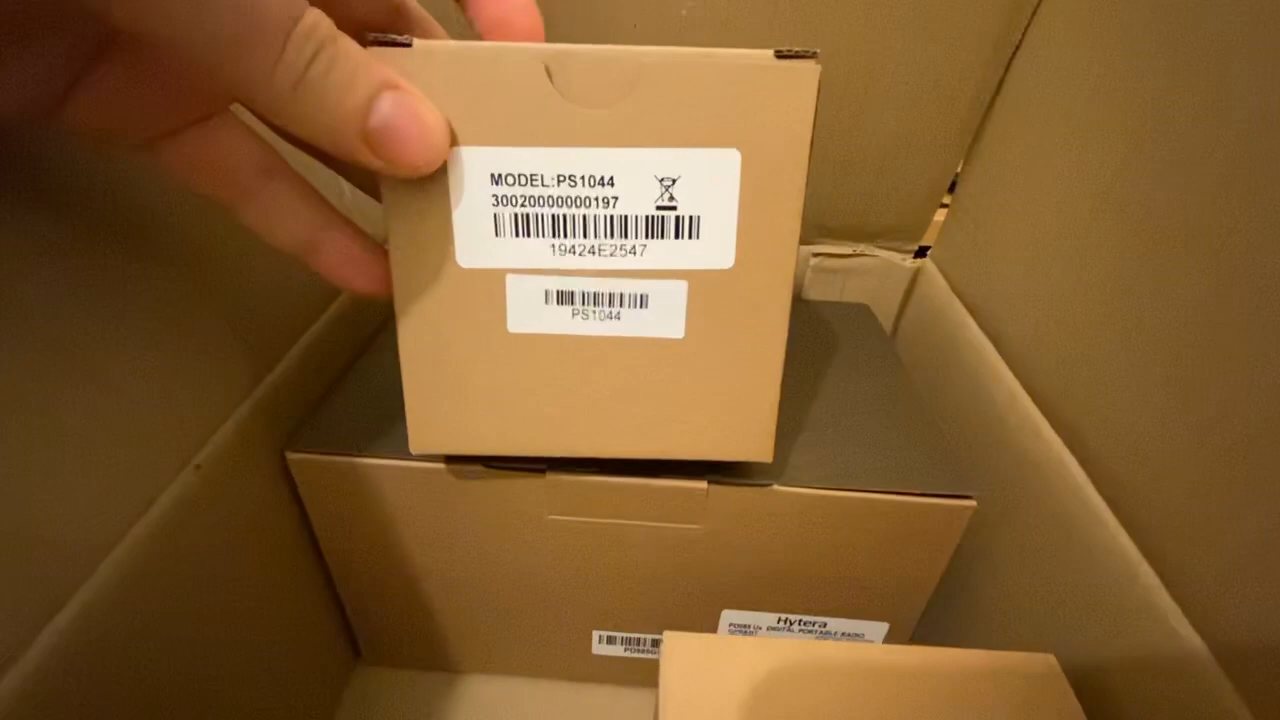 MODEL:PS1044
30020000000197
19424E2547
PS1044
Hytera
DIGITAL PORTABLE RADIO